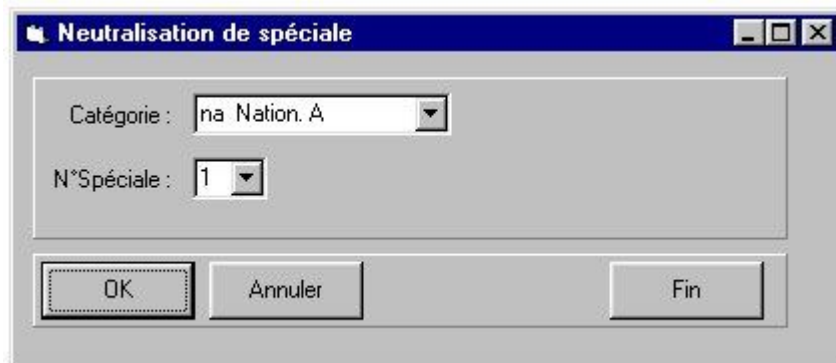 Neutralisation de spéciale
Catégorie : na Nation. A
N°Spéciale : 1
OK Annuler Fin